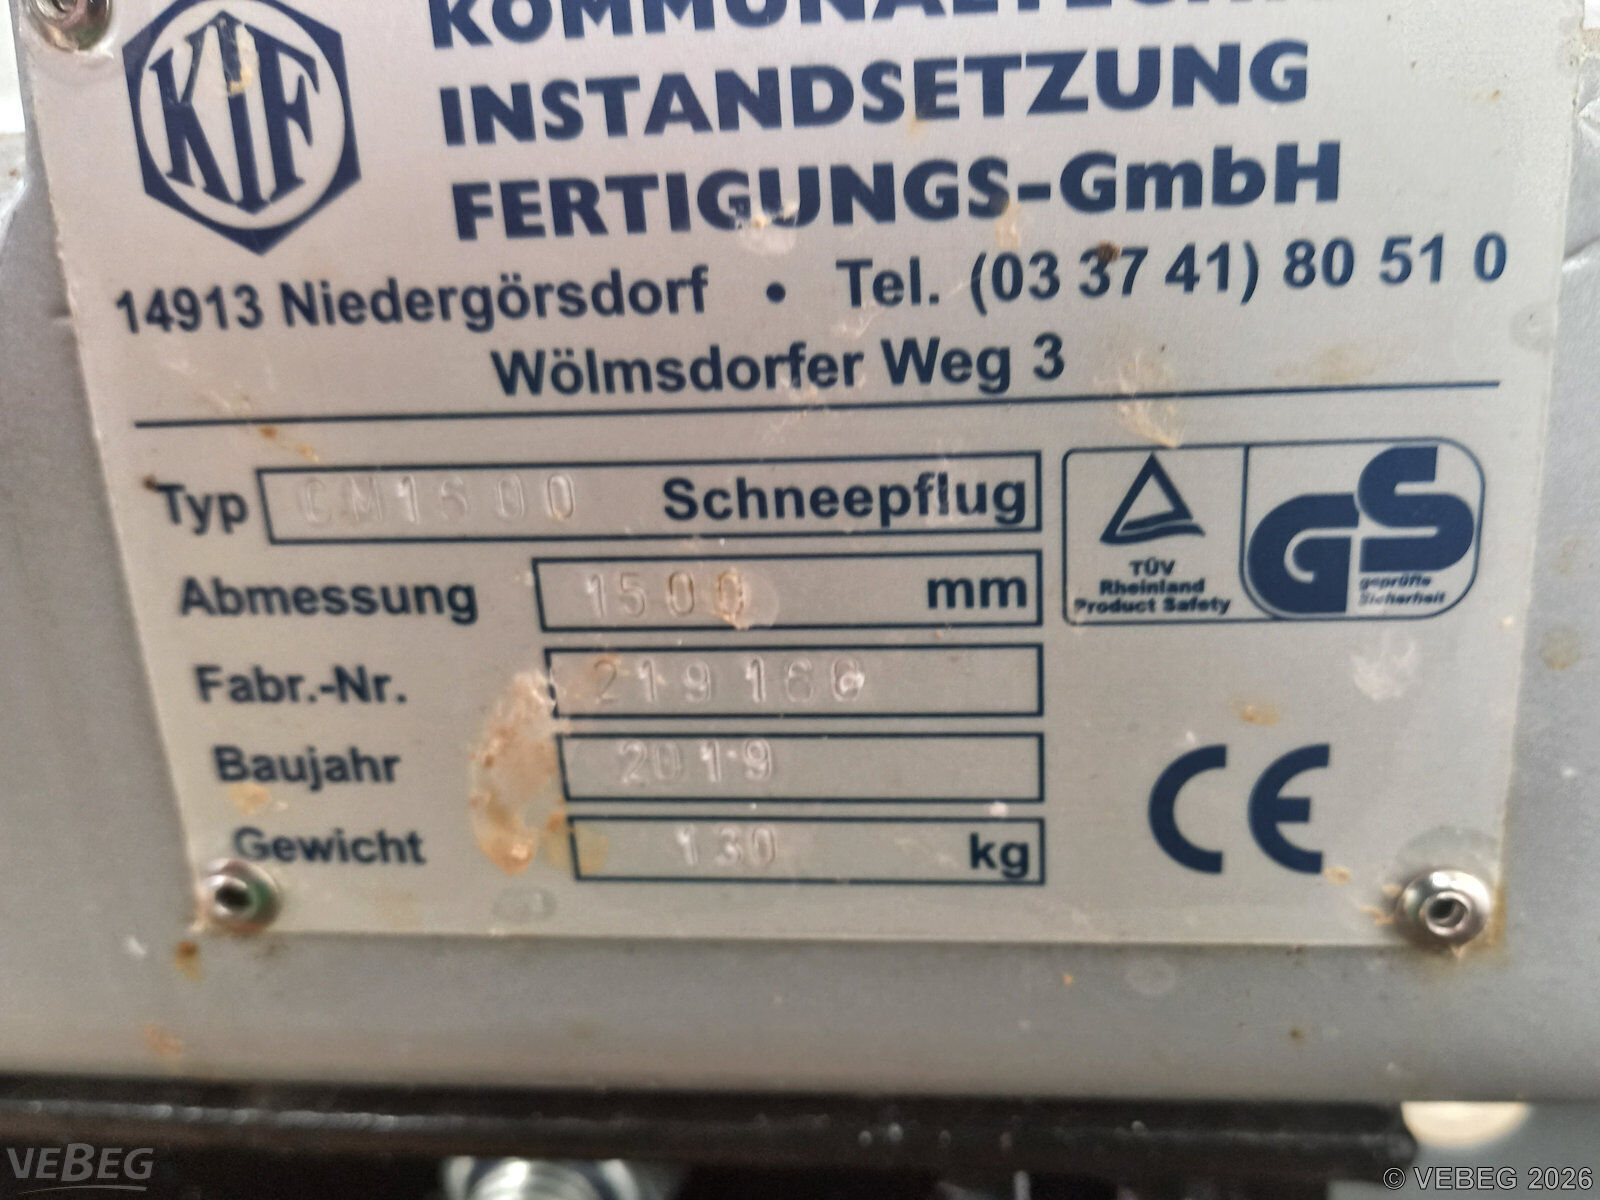 KIF
KOMMUNALTECHNIK
INSTANDSETZUNG
FERTIGUNGS-GmbH
14913 Niedergörsdorf • Tel. (03 37 41) 80 51 0
Wölmsdorfer Weg 3
Typ Schneepflug
Abmessung 1500 mm
Fabr.-Nr.
Baujahr 2019
Gewicht 130 kg
TÜV
Rheinland
Product Safety
GS
geprüfte
Sicherheit
CE
VEBEG
© VEBEG 2026